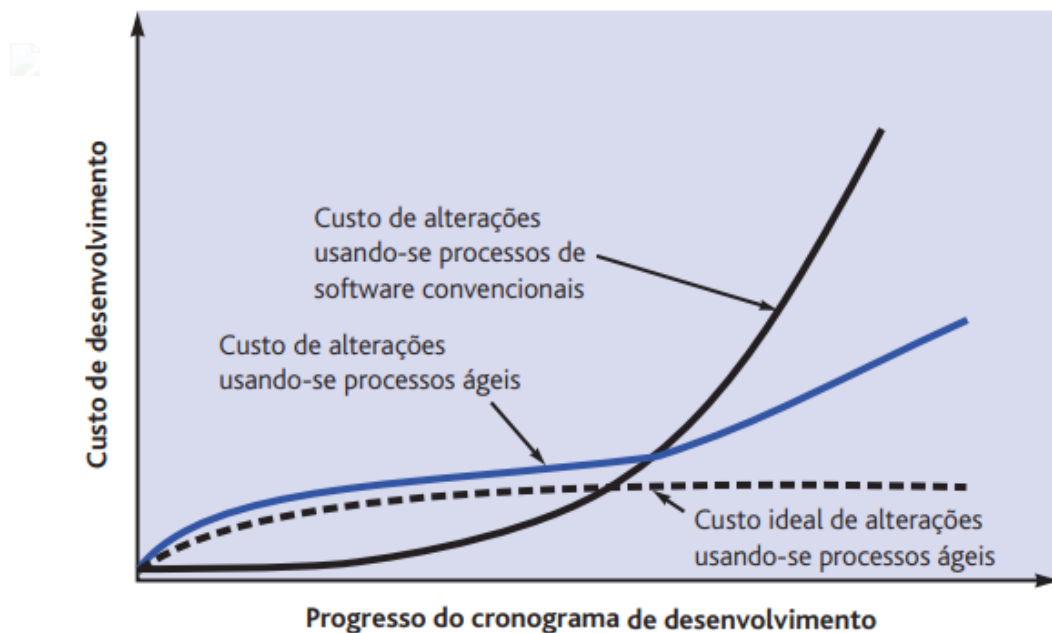 Custo de desenvolvimento
Custo de alterações
usando-se processos de
software convencionais
Custo de alterações
usando-se processos ágeis
Custo ideal de alterações
usando-se processos ágeis
Progresso do cronograma de desenvolvimento